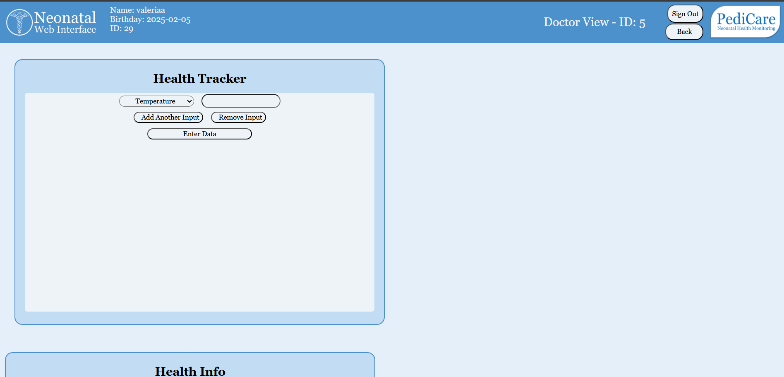 Neonatal
Web Interface
Name: valeriaa
Birthday: 2025-02-05
ID: 29
Doctor View - ID: 5
Sign Out
Back
PediCare
Neonatal Health Monitoring
Health Tracker
Temperature
Add Another Input
Remove Input
Enter Data
Health Info